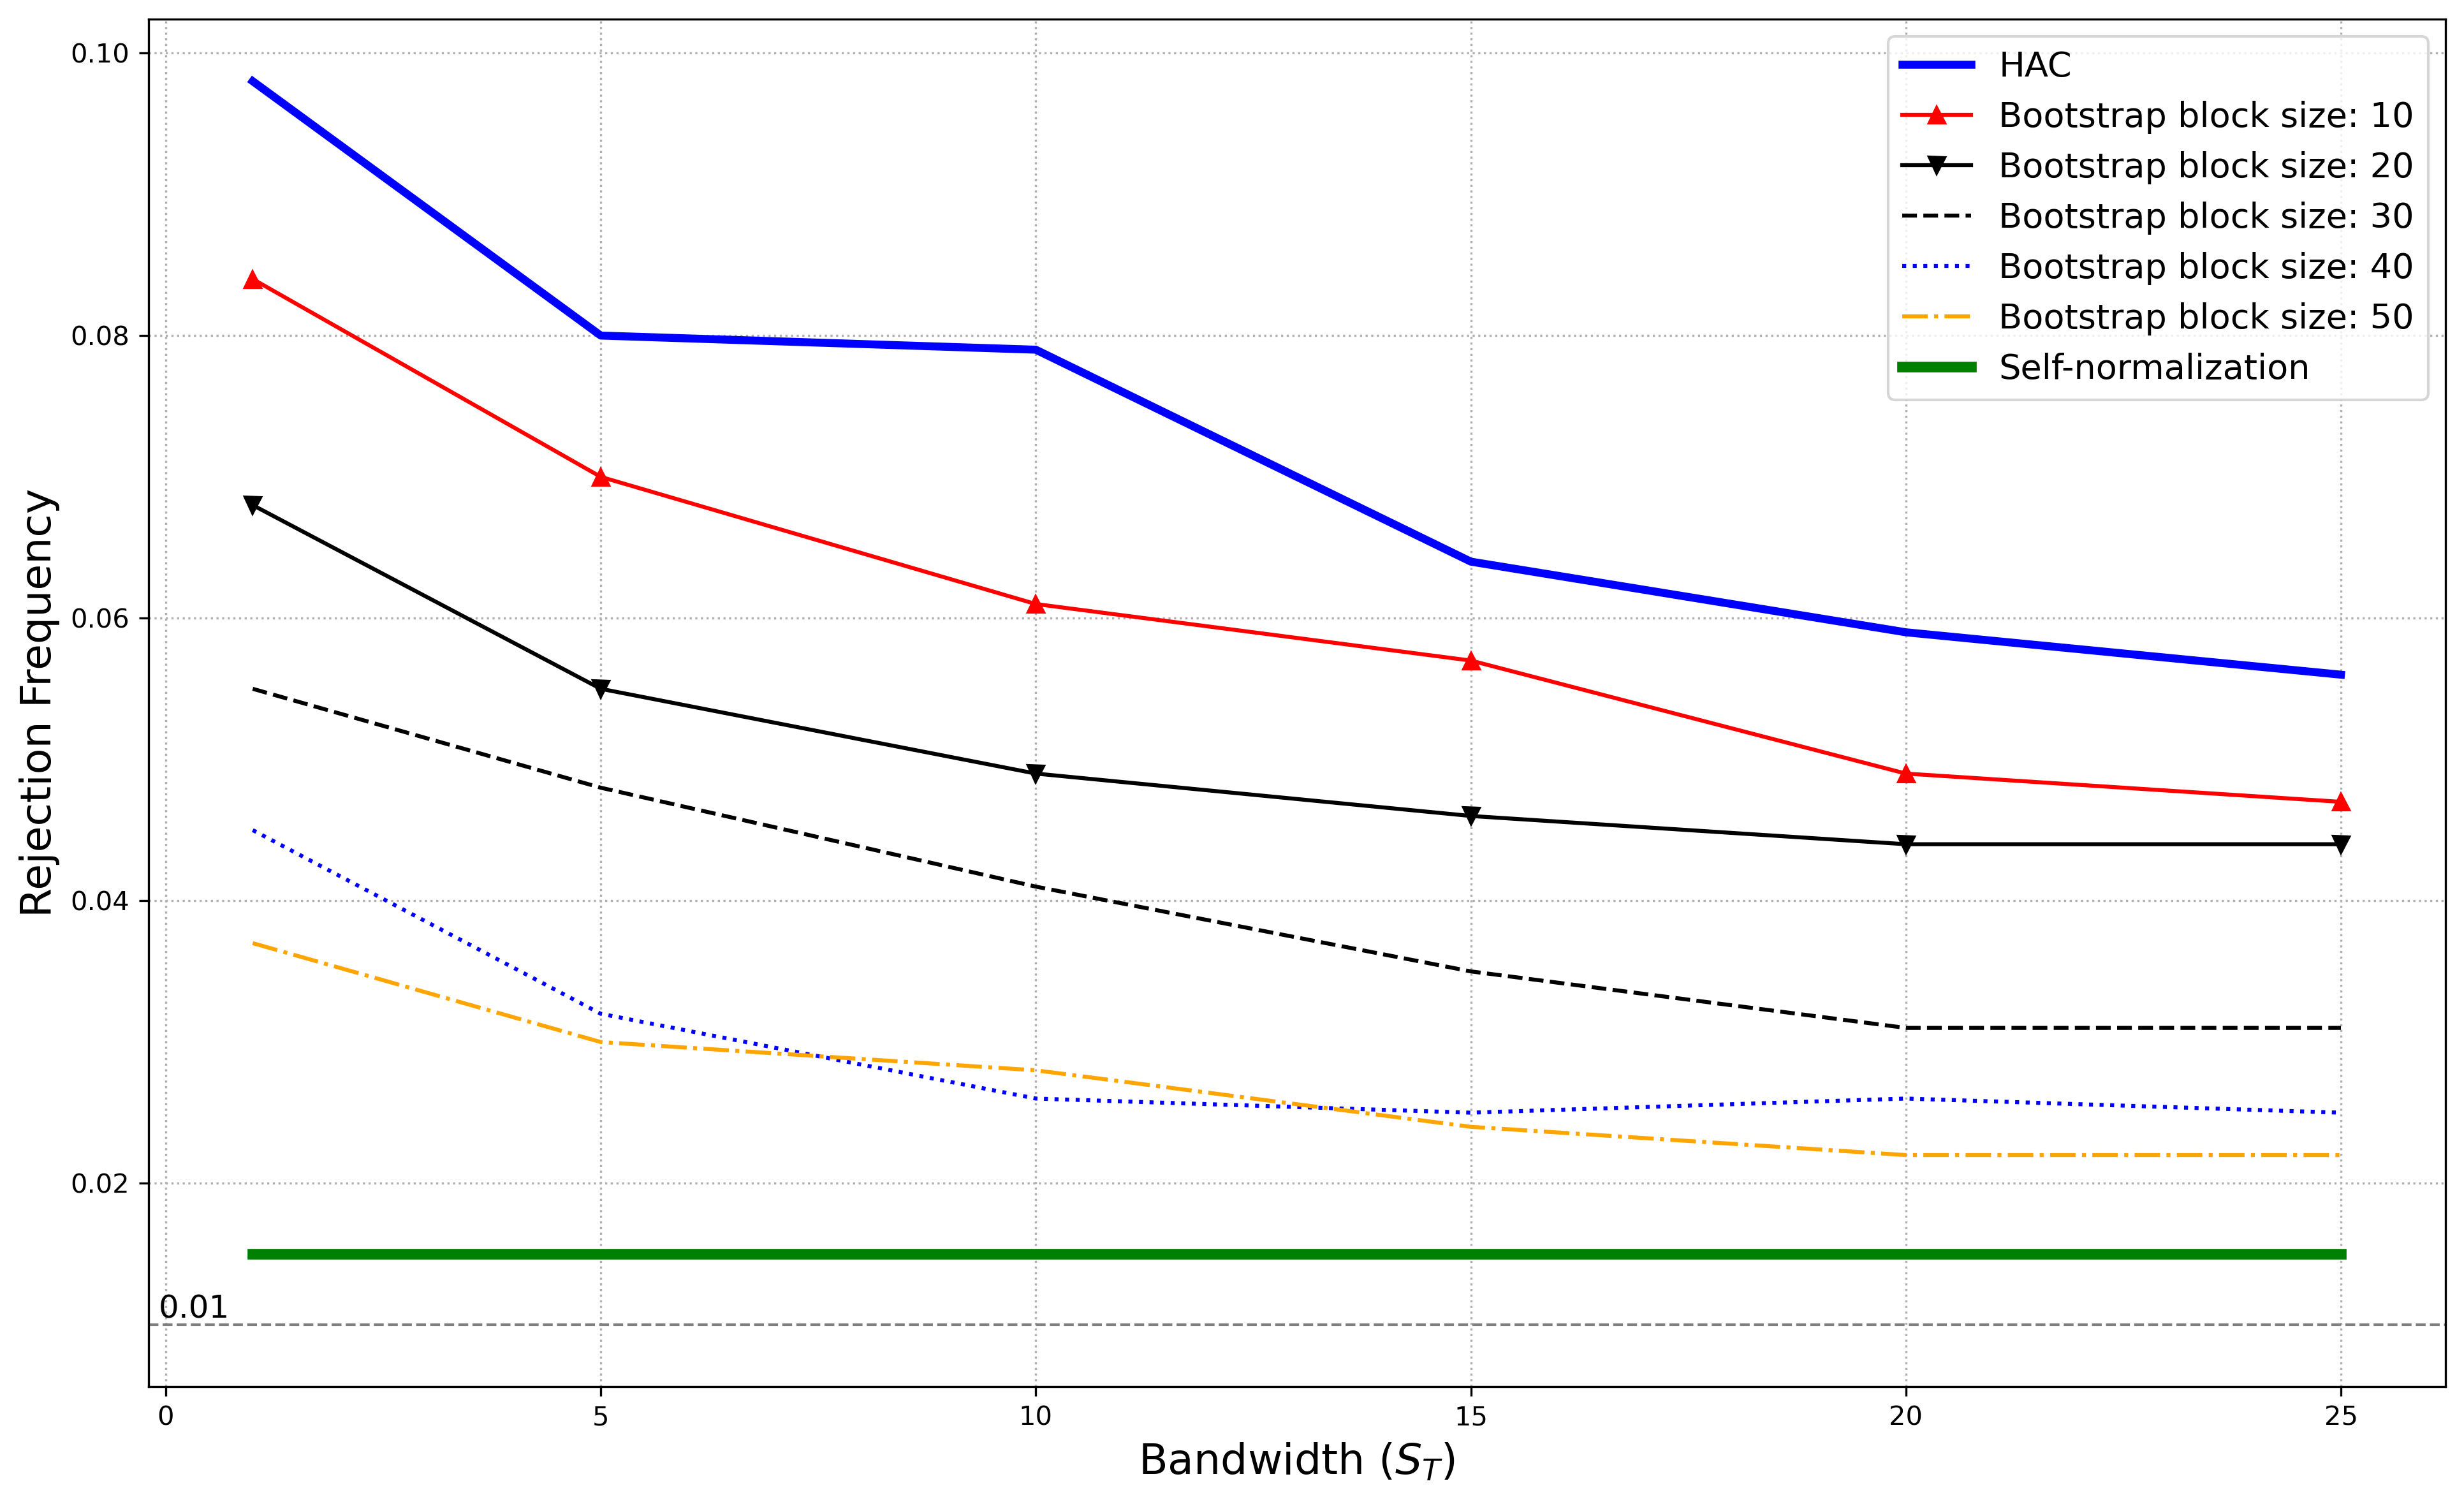 HAC
Bootstrap block size: 10
Bootstrap block size: 20
Bootstrap block size: 30
Bootstrap block size: 40
Bootstrap block size: 50
Self-normalization
Rejection Frequency
0.10
0.08
0.06
0.04
0.02
0.01
0 5 10 15 20 25
Bandwidth (S_T)